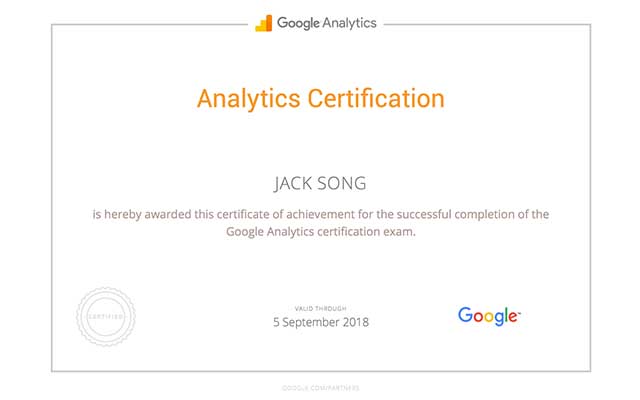 Google Analytics
Analytics Certification
JACK SONG
is hereby awarded this certificate of achievement for the successful completion of the
Google Analytics certification exam.
CERTIFIED
VALID THROUGH
5 September 2018
Google™
GOOGLE.COM/PARTNERS